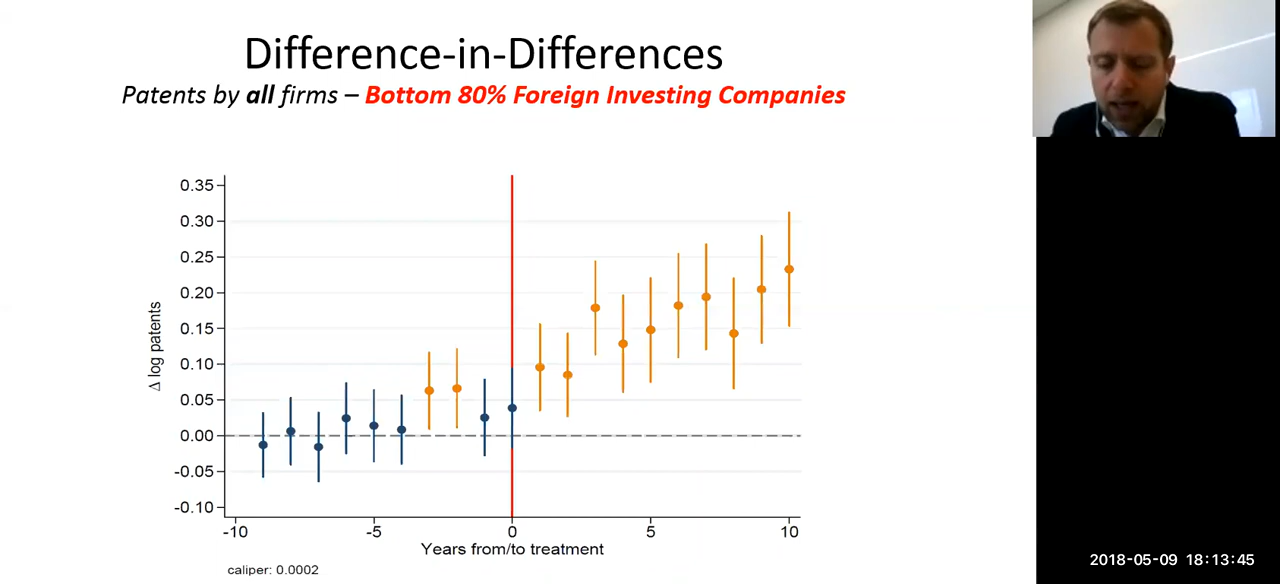 Difference-in-Differences
Patents by all firms – Bottom 80% Foreign Investing Companies
0.35
0.30
0.25
0.20
0.15
0.10
0.05
0.00
-0.05
-0.10
Δ log patents
-10 -5 0 5 10
Years from/to treatment
caliper: 0.0002
2018-05-09 18:13:45